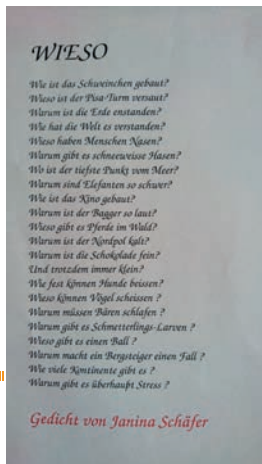 WIESO
Wie ist das Schweinchen gebaut?
Wieso ist der Pisa-Turm versaut?
Warum ist die Erde enstanden?
Wie hat die Welt es verstanden?
Wieso haben Menschen Nasen?
Warum gibt es schneeweisse Hasen?
Wo ist der tiefste Punkt vom Meer?
Warum sind Elefanten so schwer?
Wie ist das Kino gebaut?
Warum ist der Bagger so laut?
Wieso gibt es Pferde im Wald?
Warum ist der Nordpol kalt?
Warum ist die Schokolade fein?
Und trotzdem immer klein?
Wie fest können Hunde beissen?
Wieso können Vögel scheissen ?
Warum müssen Bären schlafen ?
Warum gibt es Schmetterlings-Larven ?
Wieso gibt es einen Ball ?
Warum macht ein Bergsteiger einen Fall ?
Wie viele Kontinente gibt es ?
Warum gibt es überhaupt Stress ?
Gedicht von Janina Schäfer